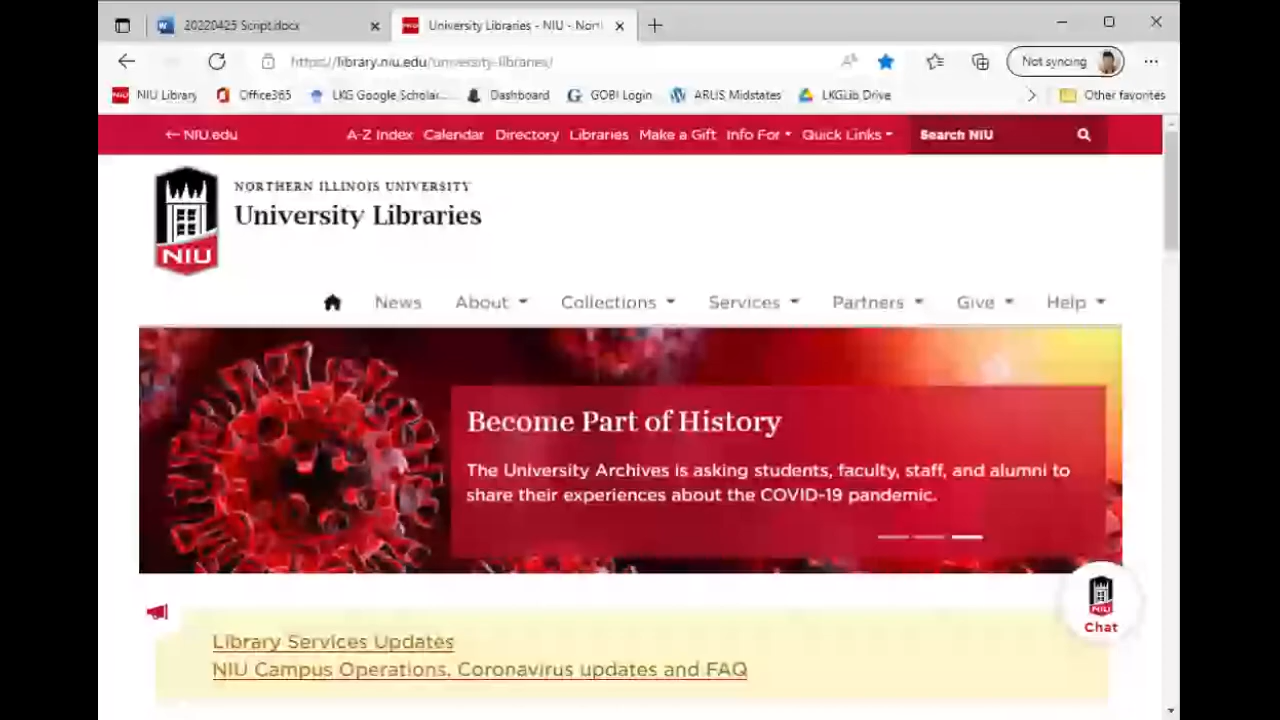 20220425 Script.docx
University Libraries - NIU - Nort
https://library.niu.edu/university-libraries/
Not syncing
NIU Library
Office365
LKG Google Scholar...
Dashboard
GOBI Login
ARUS Midstates
LKGLib Drive
Other favorites
← NIU.edu
A-Z Index Calendar Directory Libraries Make a Gift Info For Quick Links
Search NIU
NORTHERN ILLINOIS UNIVERSITY
University Libraries
NIU
News About Collections Services Partners Give Help
Become Part of History
The University Archives is asking students, faculty, staff, and alumni to
share their experiences about the COVID-19 pandemic.
NIU
Chat
Library Services Updates
NIU Campus Operations, Coronavirus updates and FAQ